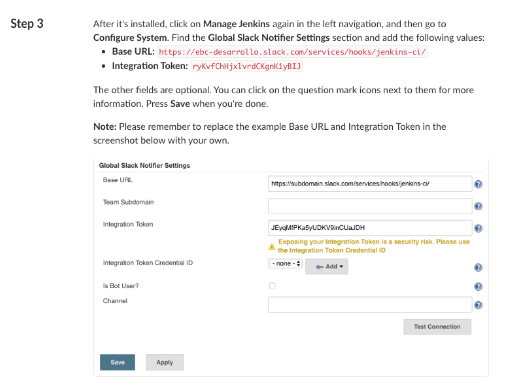 Step 3
After it's installed, click on Manage Jenkins again in the left navigation, and then go to
Configure System. Find the Global Slack Notifier Settings section and add the following values:
• Base URL: https://ebc-desarrollo.slack.com/services/hooks/jenkins-ci/
• Integration Token: ryKvfChHjxlvrdCKgnK1yBIJ
The other fields are optional. You can click on the question mark icons next to them for more
information. Press Save when you're done.
Note: Please remember to replace the example Base URL and Integration Token in the
screenshot below with your own.
Global Slack Notifier Settings
Base URL
https://subdomain.slack.com/services/hooks/jenkins-ci/
Team Subdomain
Integration Token
JEyqMfPKa5yUDKV9inCUaJDH
Exposing your Integration Token is a security risk. Please use
the Integration Token Credential ID
Integration Token Credential ID
- none -
Add
Is Bot User?
Channel
Test Connection
Save
Apply